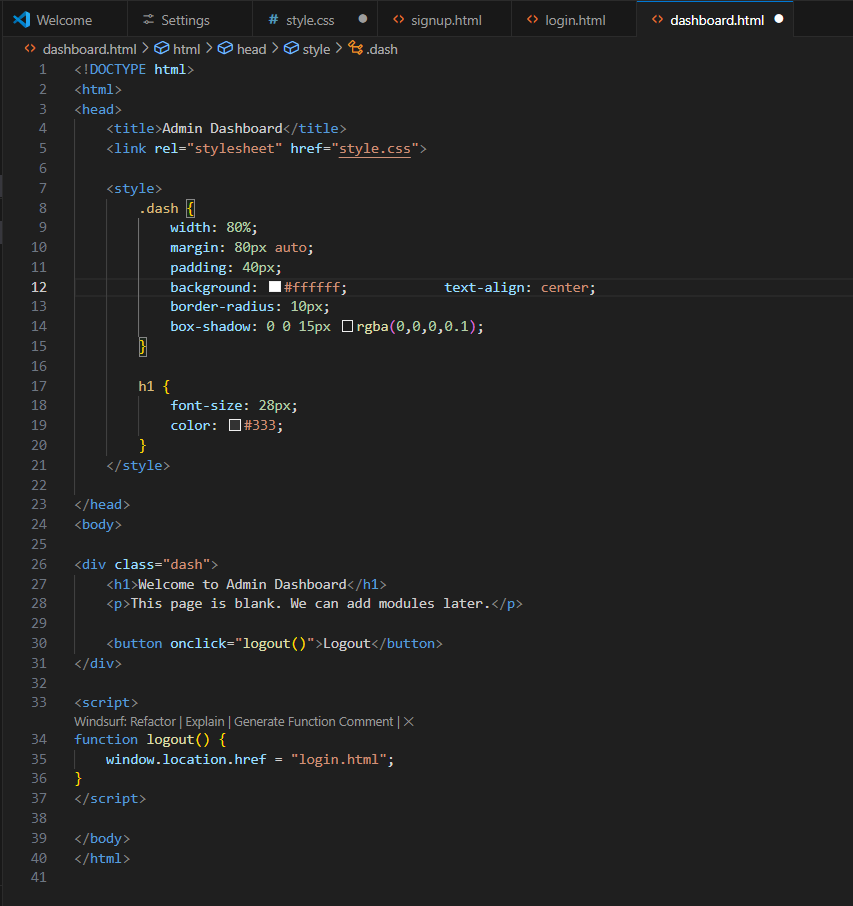 Welcome Settings # style.css signup.html login.html dashboard.html
dashboard.html > html > head > style > .dash
1 <!DOCTYPE html>
2 <html>
3 <head>
4     <title>Admin Dashboard</title>
5     <link rel="stylesheet" href="style.css">
6
7     <style>
8         .dash {
9             width: 80%;
10             margin: 80px auto;
11             padding: 40px;
12             background: #ffffff;            text-align: center;
13             border-radius: 10px;
14             box-shadow: 0 0 15px rgba(0,0,0,0.1);
15         }
16
17         h1 {
18             font-size: 28px;
19             color: #333;
20         }
21     </style>
22
23 </head>
24 <body>
25
26 <div class="dash">
27     <h1>Welcome to Admin Dashboard</h1>
28     <p>This page is blank. We can add modules later.</p>
29
30     <button onclick="logout()">Logout</button>
31 </div>
32
33 <script>
Windsurf: Refactor | Explain | Generate Function Comment | ×
34 function logout() {
35     window.location.href = "login.html";
36 }
37 </script>
38
39 </body>
40 </html>
41